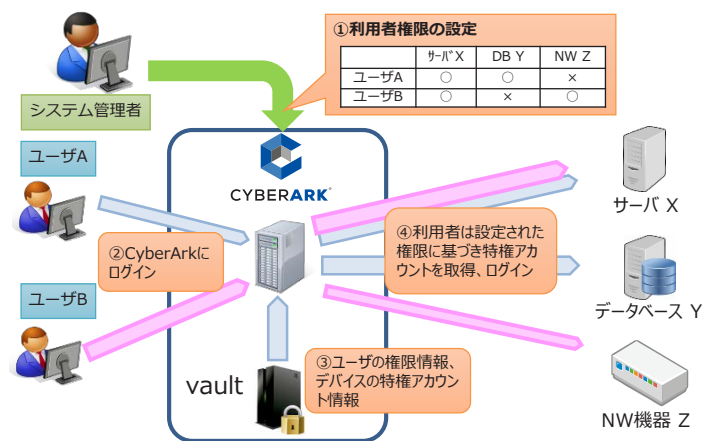 ①利用者権限の設定
ｻｰﾊﾞX DB Y NW Z
ユーザA ○ ○ ×
ユーザB ○ × ○
システム管理者
ユーザA
CYBERARK®
サーバ X
②CyberArkに
ログイン
④利用者は設定された
権限に基づき特権アカ
ウントを取得、ログイン
ユーザB
データベース Y
vault
③ユーザの権限情報、
デバイスの特権アカウン
ト情報
NW機器 Z